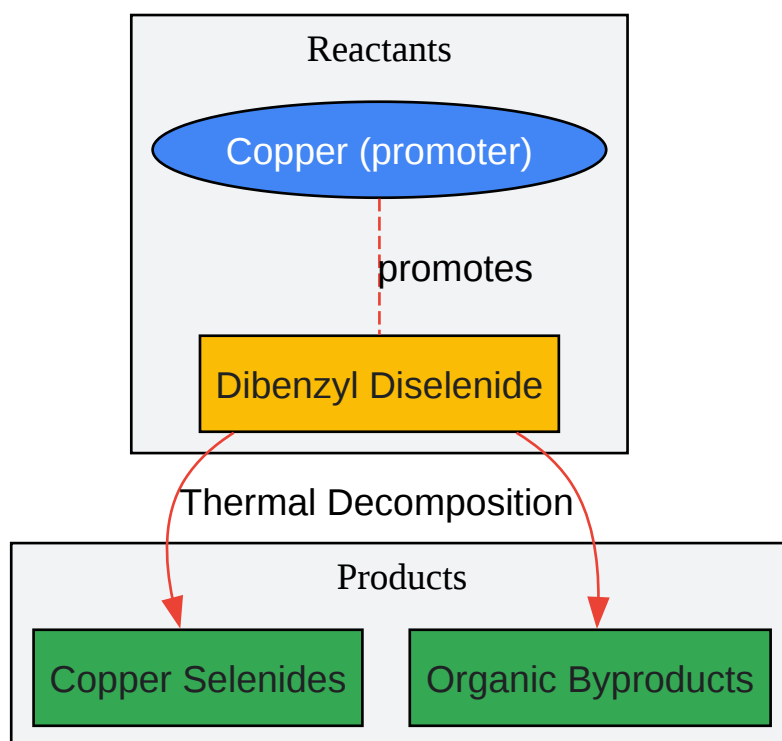 Reactants
Copper (promoter)
promotes
Dibenzyl Diselenide
Thermal Decomposition
Products
Copper Selenides
Organic Byproducts